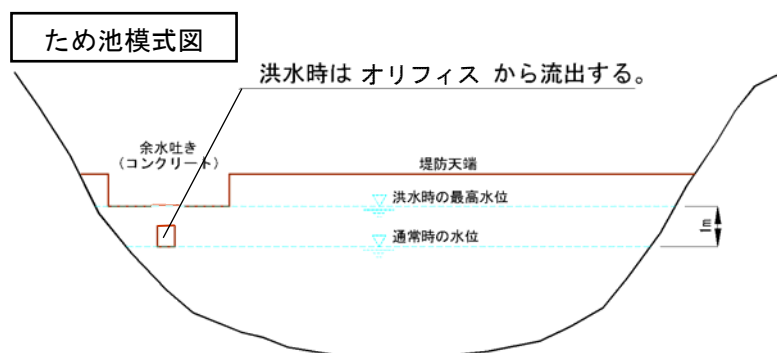 ため池模式図
洪水時は オリフィス から流出する。
余水吐き
(コンクリート)
堤防天端
洪水時の最高水位
通常時の水位
1m